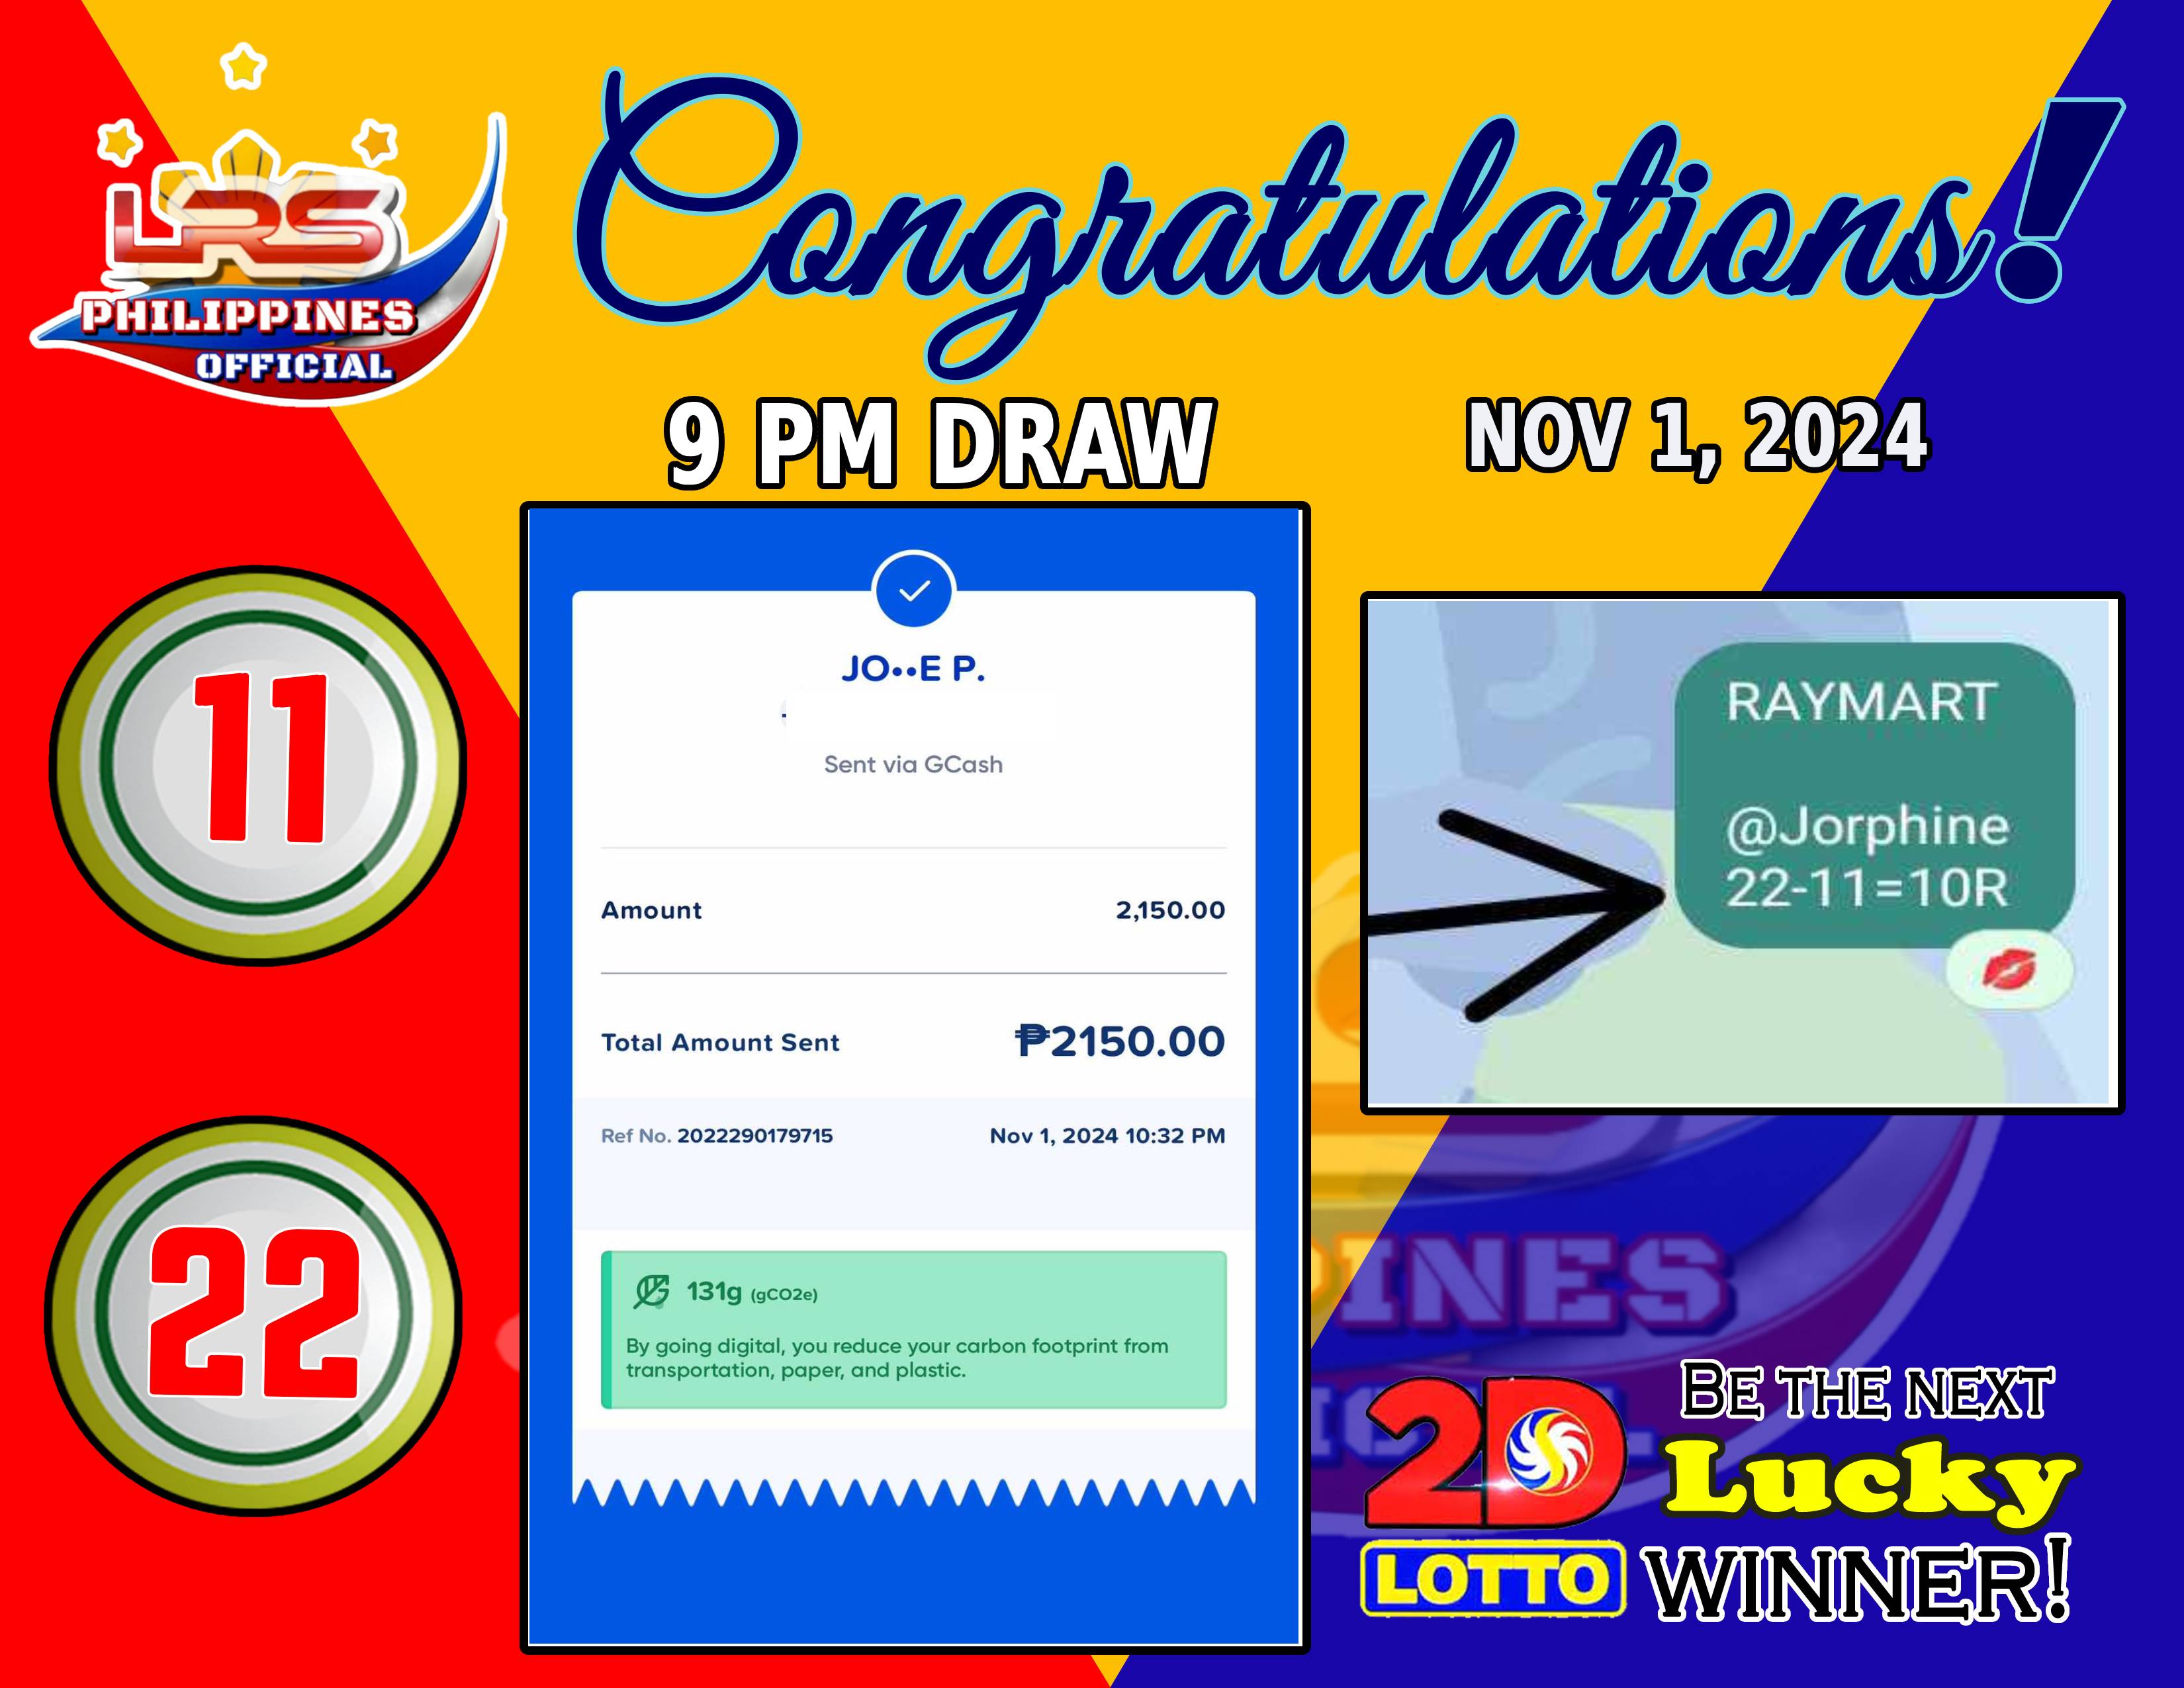 LRS
PHILIPPINES
OFFICIAL
Congratulations!
9 PM DRAW
NOV 1, 2024
11
22
JO••E P.
Sent via GCash
Amount
2,150.00
Total Amount Sent
₱2150.00
Ref No. 2022290179715
Nov 1, 2024 10:32 PM
131g (gCO2e)
By going digital, you reduce your carbon footprint from
transportation, paper, and plastic.
RAYMART
@Jorphine
22-11=10R
PINES
2D
LOTTO
BE THE NEXT
Lucky
WINNER!